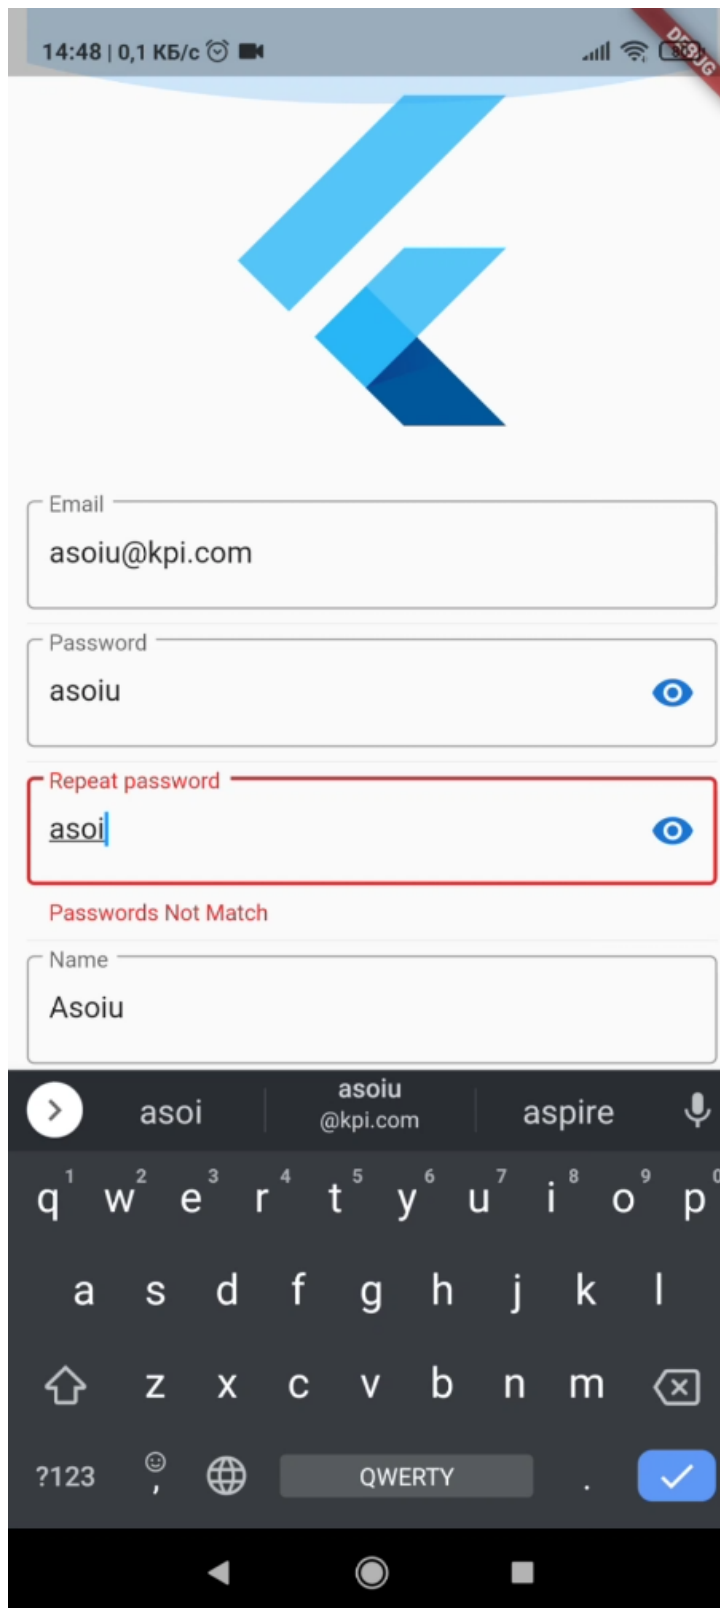 14:48 | 0,1 КБ/с
DEBUG
Email
asoiu@kpi.com
Password
asoiu
Repeat password
asoi
Passwords Not Match
Name
Asoiu
asoi
asoiu
@kpi.com
aspire
1 2 3 4 5 6 7 8 9 0
q w e r t y u i o p
a s d f g h j k l
z x c v b n m
?123 , QWERTY .